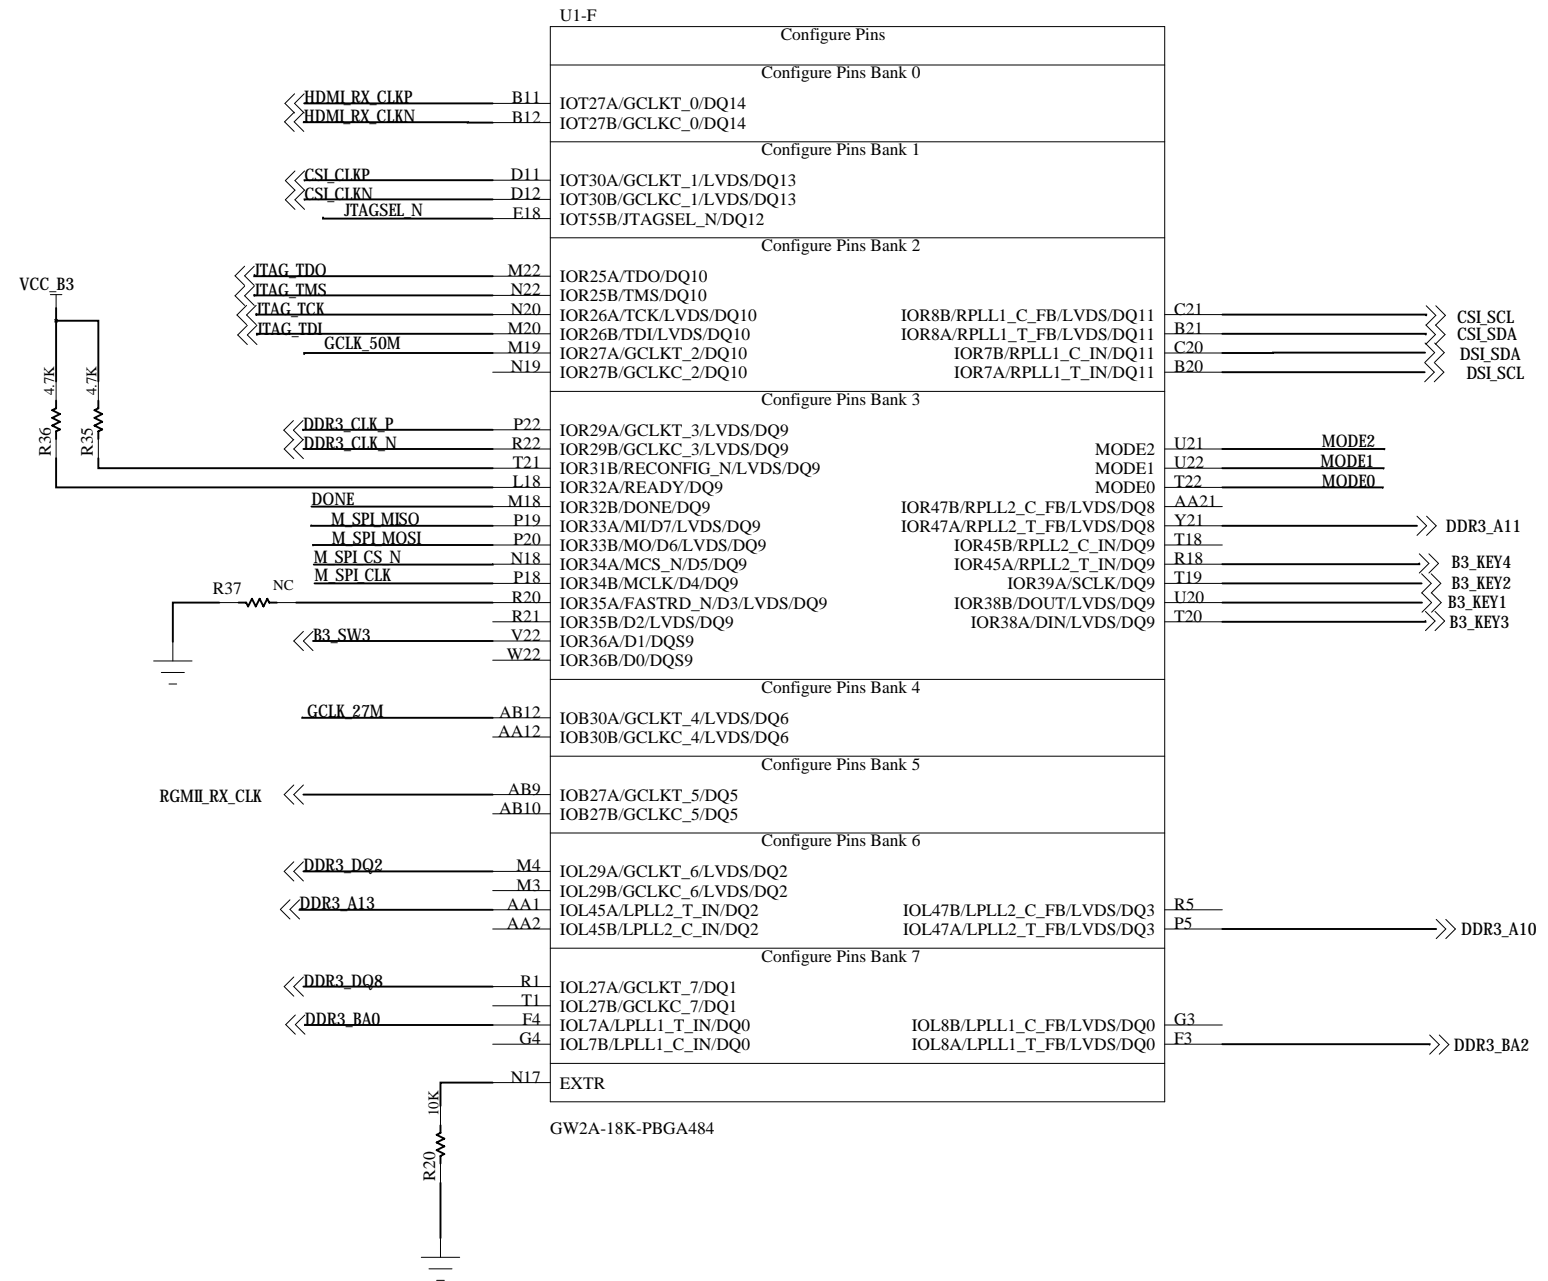 U1-F
Configure Pins
Configure Pins Bank 0
HDMI_RX_CLKP B11 IOT27A/GCLKT_0/DQ14
HDMI_RX_CLKN B12 IOT27B/GCLKC_0/DQ14
Configure Pins Bank 1
CSI_CLKP D11 IOT30A/GCLKT_1/LVDS/DQ13
CSI_CLKN D12 IOT30B/GCLKC_1/LVDS/DQ13
JTAGSEL_N E18 IOT55B/JTAGSEL_N/DQ12
Configure Pins Bank 2
JTAG_TDO M22 IOR25A/TDO/DQ10
VCC_B3
JTAG_TMS N22 IOR25B/TMS/DQ10
JTAG_TCK N20 IOR26A/TCK/LVDS/DQ10 IOR8B/RPLL1_C_FB/LVDS/DQ11 C21 CSI_SCL
JTAG_TDI M20 IOR26B/TDI/LVDS/DQ10 IOR8A/RPLL1_T_FB/LVDS/DQ11 B21 CSI_SDA
GCLK_50M M19 IOR27A/GCLKT_2/DQ10 IOR7B/RPLL1_C_IN/DQ11 C20 DSI_SDA
N19 IOR27B/GCLKC_2/DQ10 IOR7A/RPLL1_T_IN/DQ11 B20 DSI_SCL
4.7K 4.7K
Configure Pins Bank 3
R36 R35
DDR3_CLK_P P22 IOR29A/GCLKT_3/LVDS/DQ9
DDR3_CLK_N R22 IOR29B/GCLKC_3/LVDS/DQ9 MODE2 U21 MODE2
T21 IOR31B/RECONFIG_N/LVDS/DQ9 MODE1 U22 MODE1
L18 IOR32A/READY/DQ9 MODE0 T22 MODE0
DONE M18 IOR32B/DONE/DQ9 IOR47B/RPLL2_C_FB/LVDS/DQ8 AA21
M_SPI_MISO P19 IOR33A/MI/D7/LVDS/DQ9 IOR47A/RPLL2_T_FB/LVDS/DQ8 Y21 DDR3_A11
M_SPI_MOSI P20 IOR33B/MO/D6/LVDS/DQ9 IOR45B/RPLL2_C_IN/DQ9 T18
M_SPI_CS_N N18 IOR34A/MCS_N/D5/DQ9 IOR45A/RPLL2_T_IN/DQ9 R18 B3_KEY4
M_SPI_CLK P18 IOR34B/MCLK/D4/DQ9 IOR39A/SCLK/DQ9 T19 B3_KEY2
R37 NC R20 IOR35A/FASTRD_N/D3/LVDS/DQ9 IOR38B/DOUT/LVDS/DQ9 U20 B3_KEY1
R21 IOR35B/D2/LVDS/DQ9 IOR38A/DIN/LVDS/DQ9 T20 B3_KEY3
B3_SW3 V22 IOR36A/D1/DQS9
W22 IOR36B/D0/DQS9
Configure Pins Bank 4
GCLK_27M AB12 IOB30A/GCLKT_4/LVDS/DQ6
AA12 IOB30B/GCLKC_4/LVDS/DQ6
Configure Pins Bank 5
RGMII_RX_CLK AB9 IOB27A/GCLKT_5/DQ5
AB10 IOB27B/GCLKC_5/DQ5
Configure Pins Bank 6
DDR3_DQ2 M4 IOL29A/GCLKT_6/LVDS/DQ2
M3 IOL29B/GCLKC_6/LVDS/DQ2
DDR3_A13 AA1 IOL45A/LPLL2_T_IN/DQ2 IOL47B/LPLL2_C_FB/LVDS/DQ3 R5
AA2 IOL45B/LPLL2_C_IN/DQ2 IOL47A/LPLL2_T_FB/LVDS/DQ3 P5 DDR3_A10
Configure Pins Bank 7
DDR3_DQ8 R1 IOL27A/GCLKT_7/DQ1
T1 IOL27B/GCLKC_7/DQ1
DDR3_BA0 F4 IOL7A/LPLL1_T_IN/DQ0 IOL8B/LPLL1_C_FB/LVDS/DQ0 G3
G4 IOL7B/LPLL1_C_IN/DQ0 IOL8A/LPLL1_T_FB/LVDS/DQ0 F3 DDR3_BA2
N17 EXTR
10K
GW2A-18K-PBGA484
R20